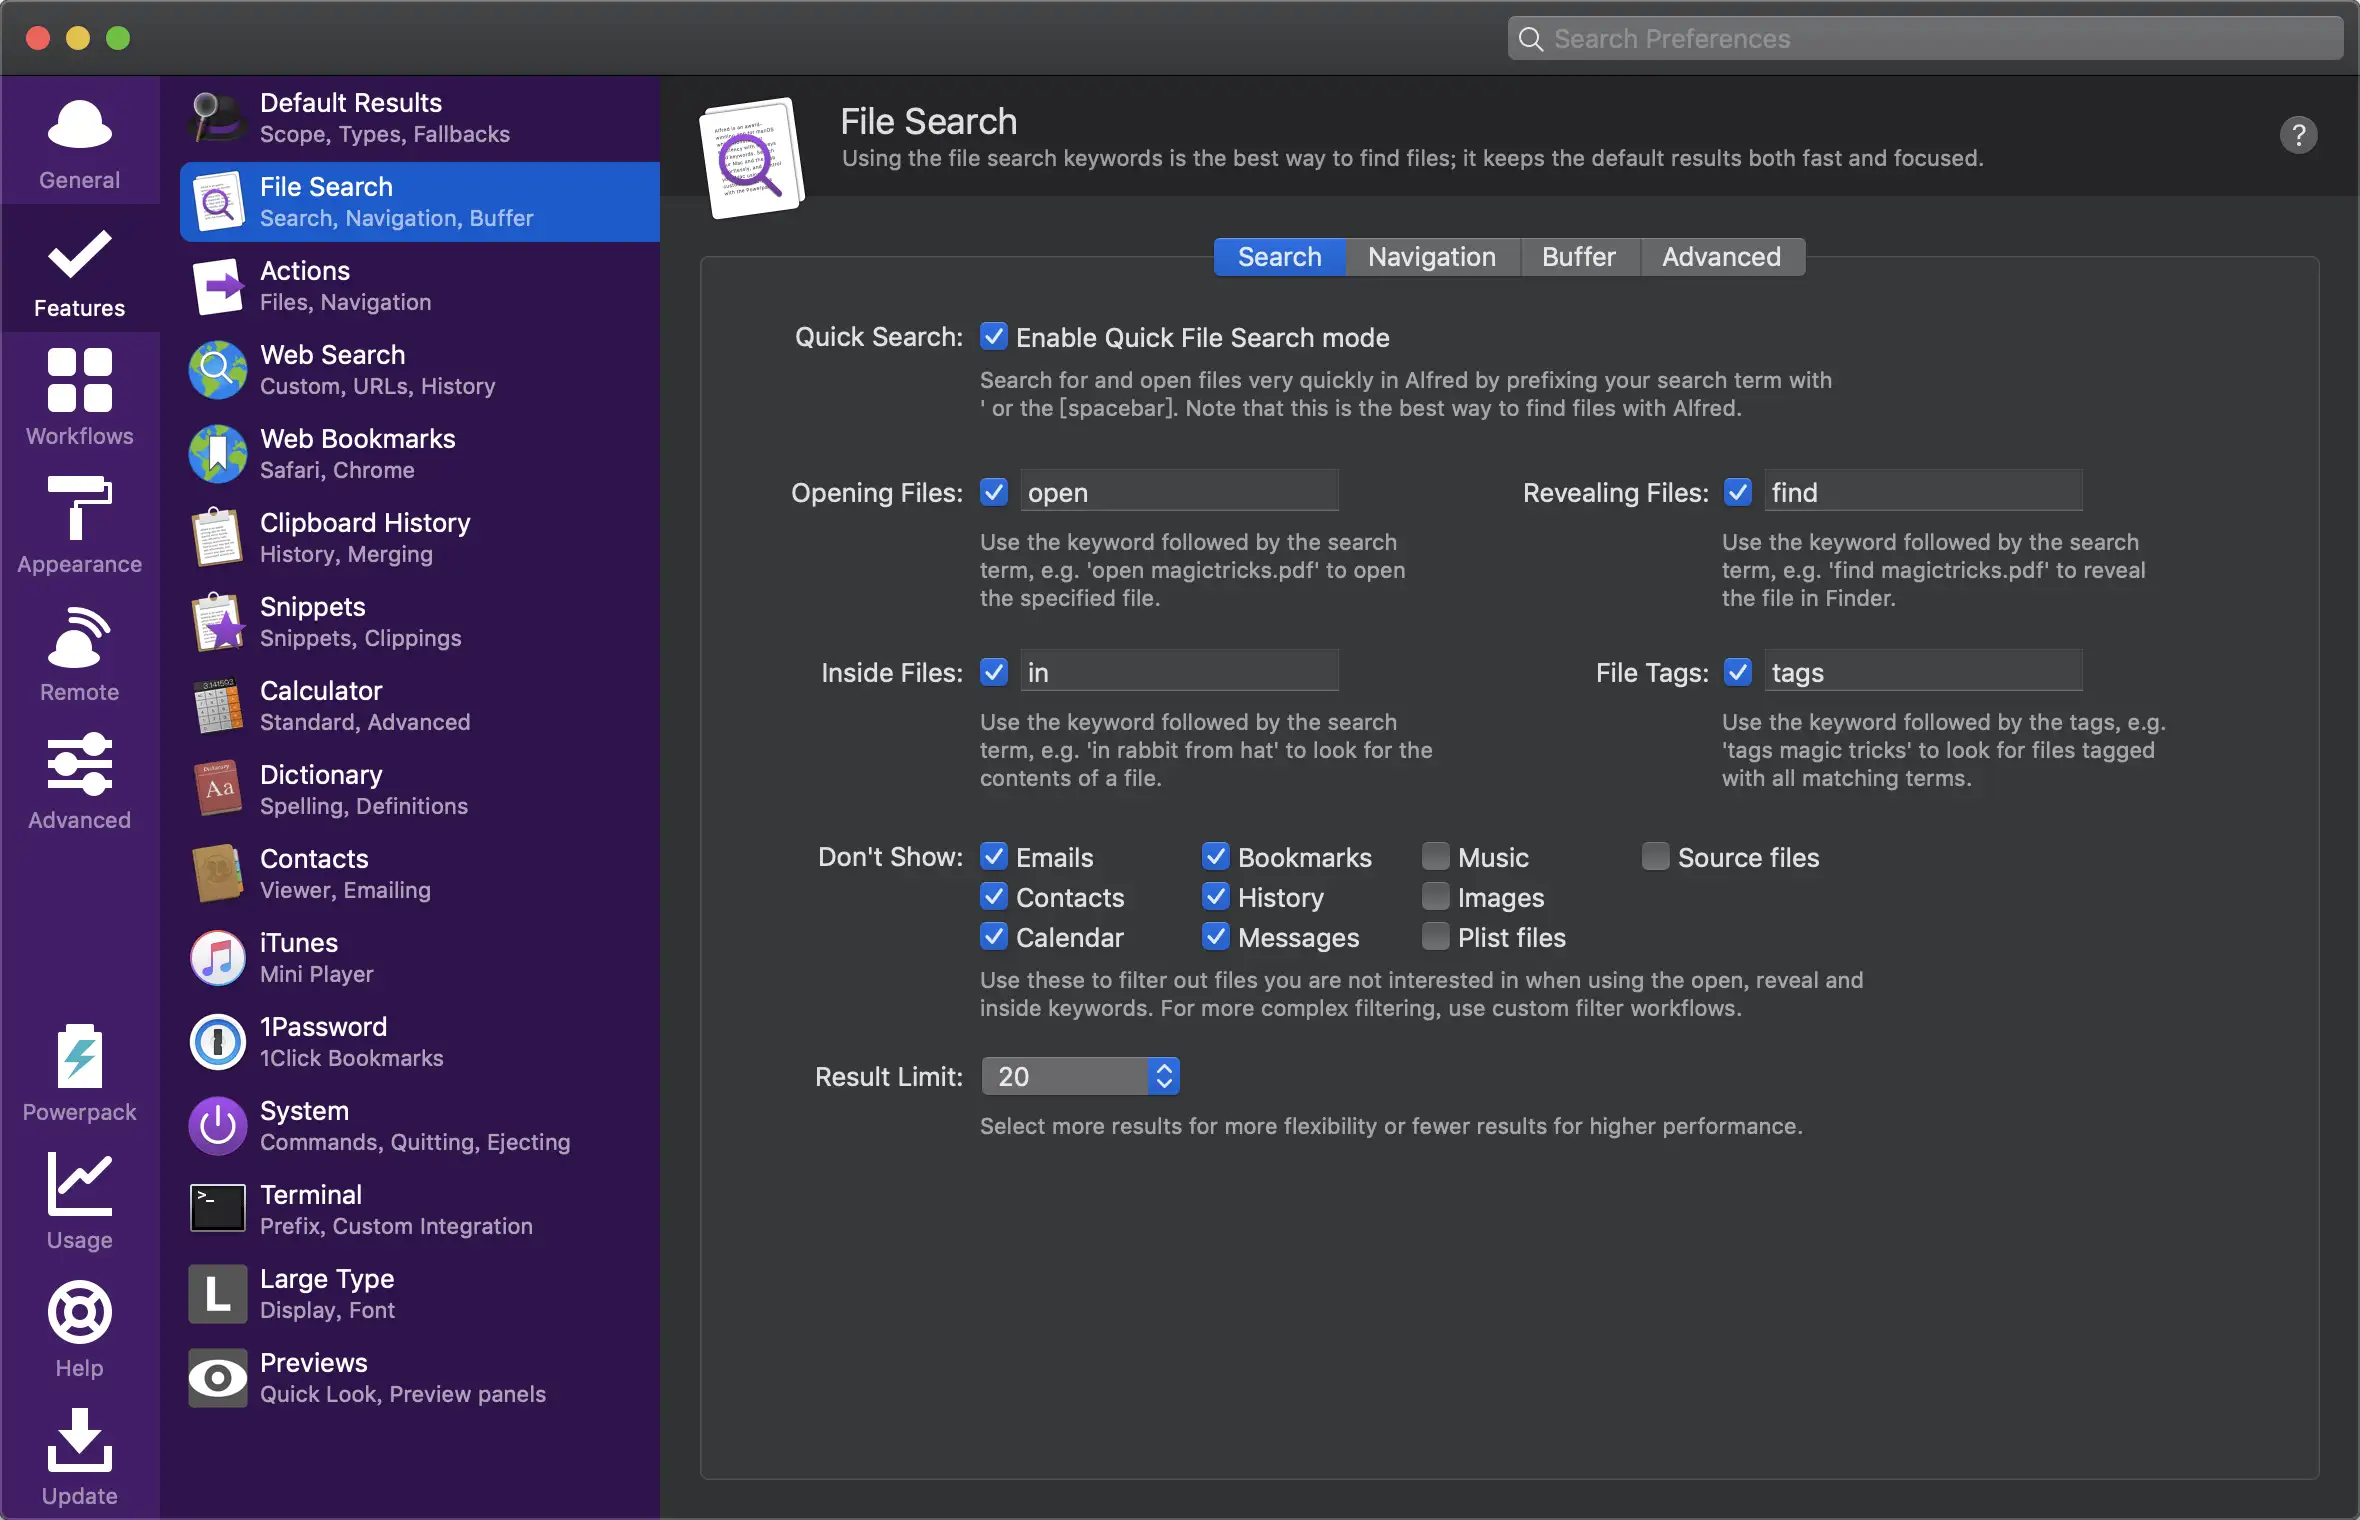 Search Preferences
General
Features
Workflows
Appearance
Remote
Advanced
Powerpack
Usage
Help
Update
Default Results
Scope, Types, Fallbacks
File Search
Search, Navigation, Buffer
Actions
Files, Navigation
Web Search
Custom, URLs, History
Web Bookmarks
Safari, Chrome
Clipboard History
History, Merging
Snippets
Snippets, Clippings
Calculator
Standard, Advanced
Dictionary
Spelling, Definitions
Contacts
Viewer, Emailing
iTunes
Mini Player
1Password
1Click Bookmarks
System
Commands, Quitting, Ejecting
Terminal
Prefix, Custom Integration
L
Large Type
Display, Font
Previews
Quick Look, Preview panels
File Search
Using the file search keywords is the best way to find files; it keeps the default results both fast and focused.
?
Search Navigation Buffer Advanced
Quick Search: Enable Quick File Search mode
Search for and open files very quickly in Alfred by prefixing your search term with
' or the [spacebar]. Note that this is the best way to find files with Alfred.
Opening Files: open
Use the keyword followed by the search
term, e.g. 'open magictricks.pdf' to open
the specified file.
Revealing Files: find
Use the keyword followed by the search
term, e.g. 'find magictricks.pdf' to reveal
the file in Finder.
Inside Files: in
Use the keyword followed by the search
term, e.g. 'in rabbit from hat' to look for the
contents of a file.
File Tags: tags
Use the keyword followed by the tags, e.g.
'tags magic tricks' to look for files tagged
with all matching terms.
Don't Show: Emails Bookmarks Music Source files
Contacts History Images
Calendar Messages Plist files
Use these to filter out files you are not interested in when using the open, reveal and
inside keywords. For more complex filtering, use custom filter workflows.
Result Limit: 20
Select more results for more flexibility or fewer results for higher performance.